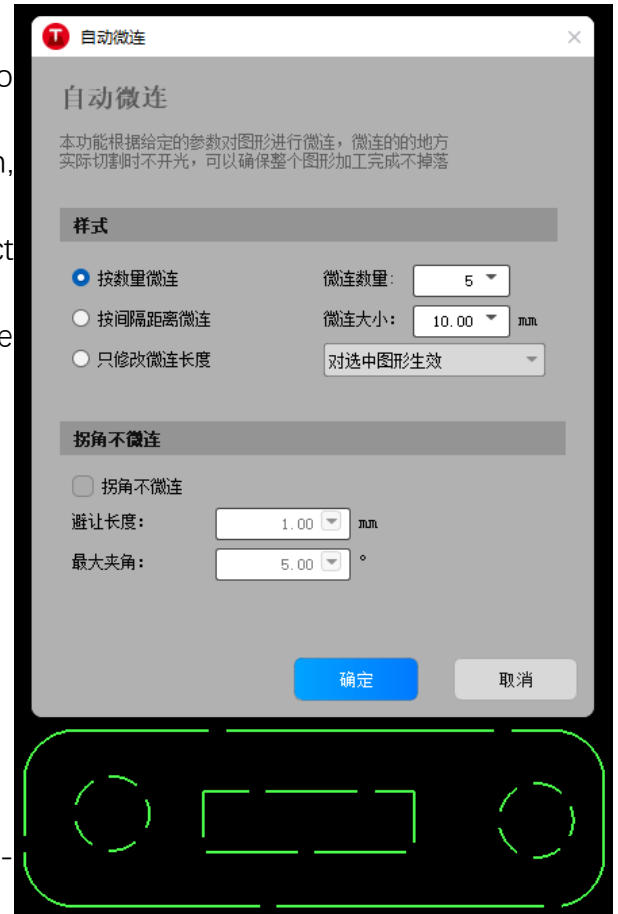 自动微连
自动微连
本功能根据给定的参数对图形进行微连，微连的的地方
实际切割时不开光，可以确保整个图形加工完成不掉落
样式
按数里微连 微连数里: 5
按间隔距离微连 微连大小: 10.00 mm
只修改微连长度 对选中图形生效
拐角不微连
拐角不微连
避让长度: 1.00 mm
最大夹角: 5.00 °
确定 取消